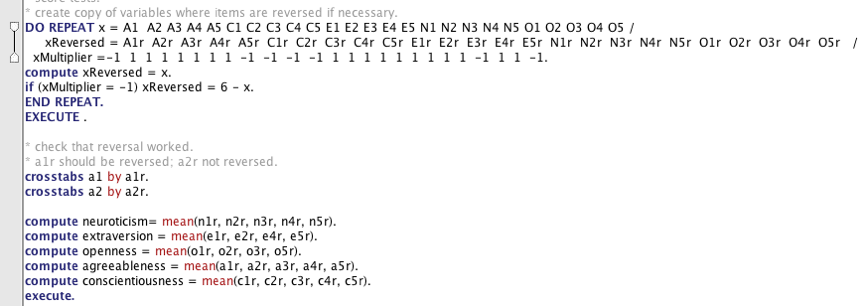 * create copy of variables where items are reversed if necessary.
DO REPEAT x = A1 A2 A3 A4 A5 C1 C2 C3 C4 C5 E1 E2 E3 E4 E5 N1 N2 N3 N4 N5 O1 O2 O3 O4 O5 /
xReversed = A1r A2r A3r A4r A5r C1r C2r C3r C4r C5r E1r E2r E3r E4r E5r N1r N2r N3r N4r N5r O1r O2r O3r O4r O5r /
xMultiplier =-1 1 1 1 1 1 1 1 -1 -1 -1 -1 1 1 1 1 1 1 1 1 1 -1 1 1 -1.
compute xReversed = x.
if (xMultiplier = -1) xReversed = 6 - x.
END REPEAT.
EXECUTE .
* check that reversal worked.
* a1r should be reversed; a2r not reversed.
crosstabs a1 by a1r.
crosstabs a2 by a2r.
compute neuroticism= mean(n1r, n2r, n3r, n4r, n5r).
compute extraversion = mean(e1r, e2r, e4r, e5r).
compute openness = mean(o1r, o2r, o3r, o5r).
compute agreeableness = mean(a1r, a2r, a3r, a4r, a5r).
compute conscientiousness = mean(c1r, c2r, c3r, c4r, c5r).
execute.